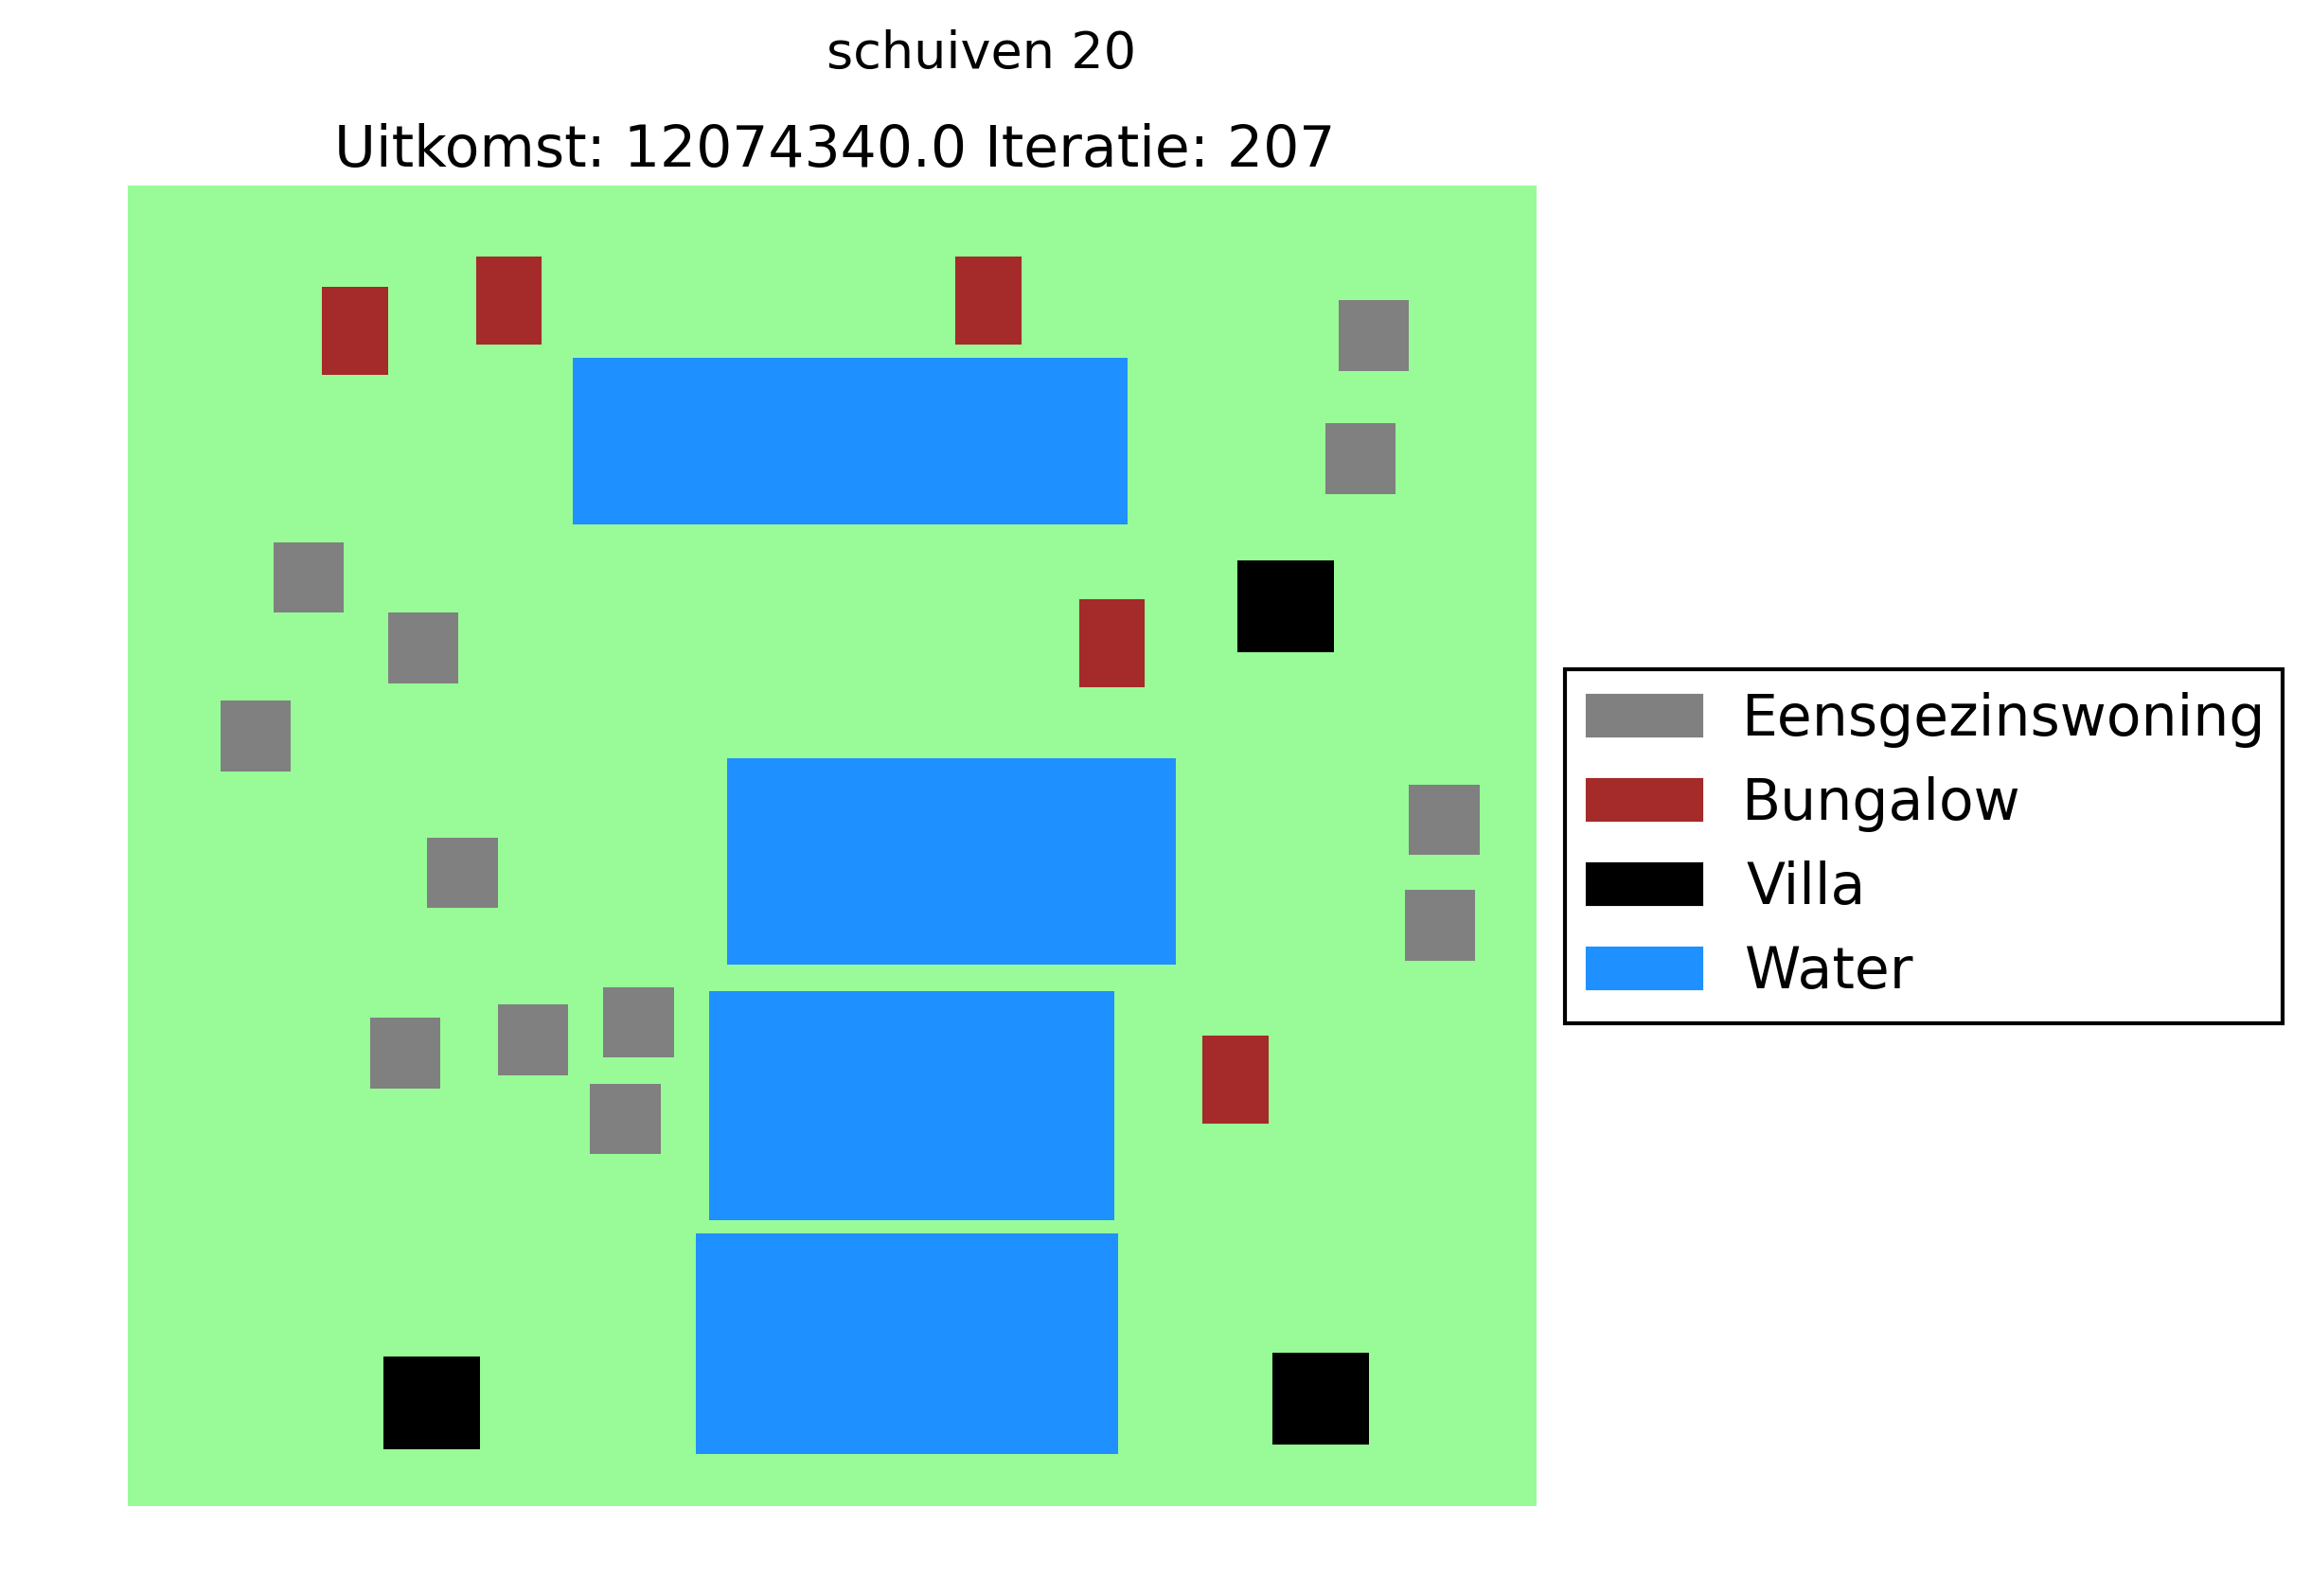 schuiven 20
Uitkomst: 12074340.0 Iteratie: 207
Eensgezinswoning
Bungalow
Villa
Water